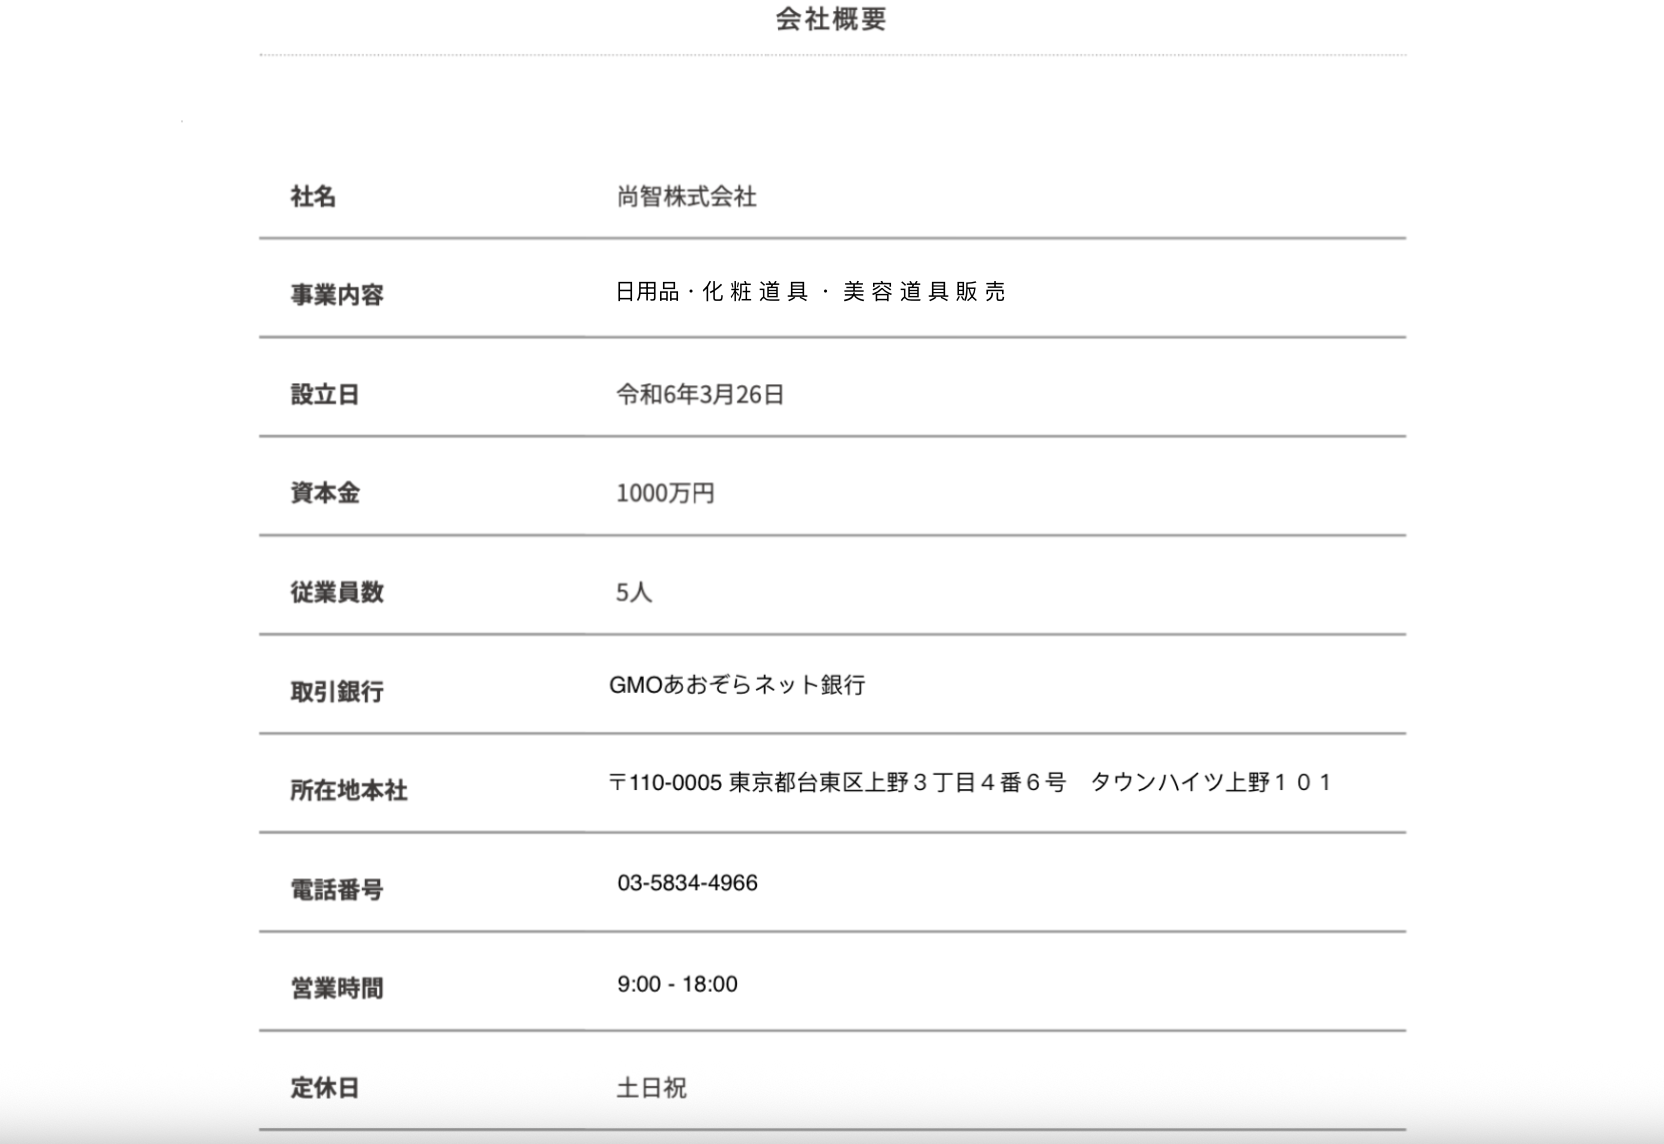 会社概要
社名 尚智株式会社
事業内容 日用品・化粧道具・美容道具販売
設立日 令和6年3月26日
資本金 1000万円
従業員数 5人
取引銀行 GMOあおぞらネット銀行
所在地本社 〒110-0005 東京都台東区上野３丁目４番６号　タウンハイツ上野１０１
電話番号 03-5834-4966
営業時間 9:00 - 18:00
定休日 土日祝